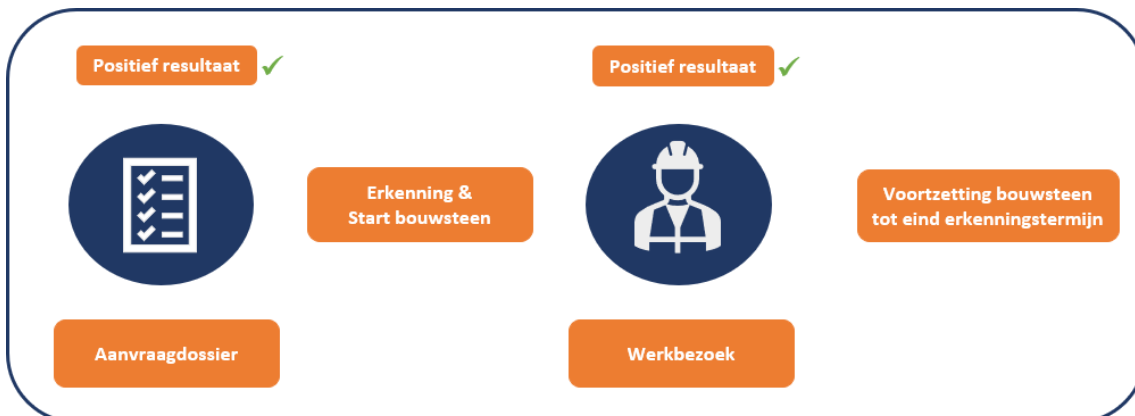 Positief resultaat
Positief resultaat
Erkenning &
Start bouwsteen
Voortzetting bouwsteen
tot eind erkenningstermijn
Aanvraagdossier
Werkbezoek